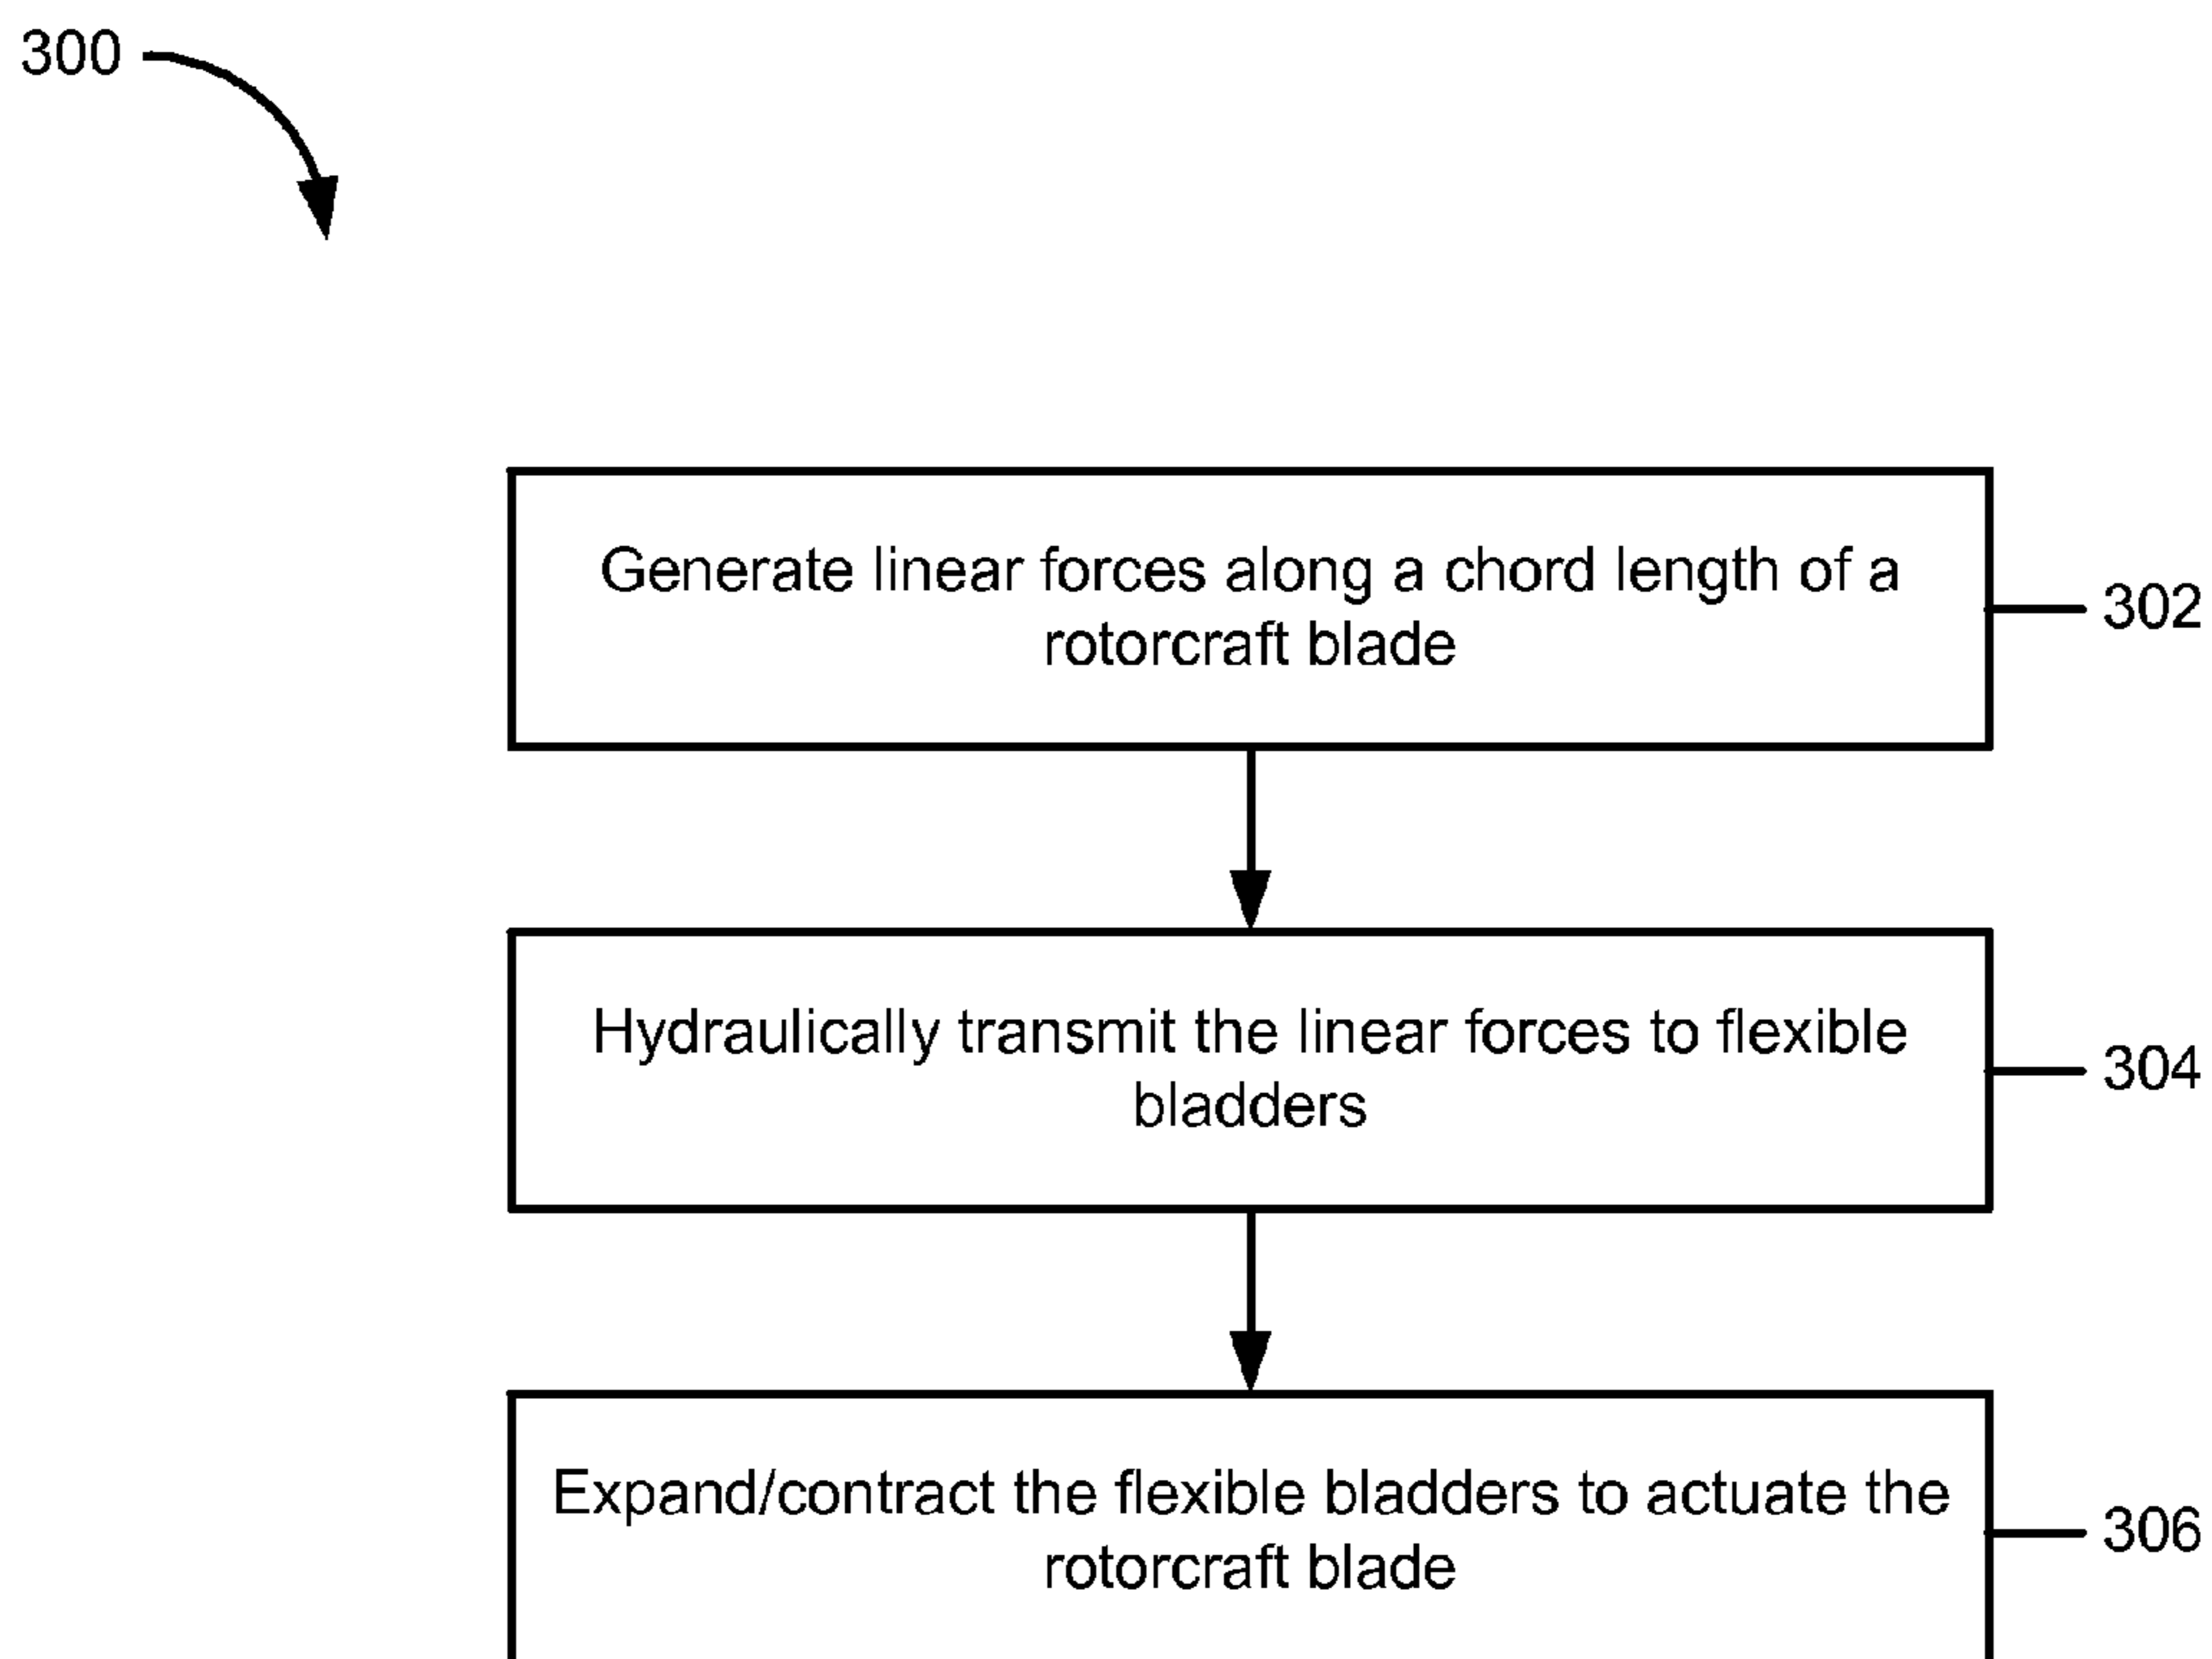 300
Generate linear forces along a chord length of a
rotorcraft blade
302
Hydraulically transmit the linear forces to flexible
bladders
304
Expand/contract the flexible bladders to actuate the
rotorcraft blade
306